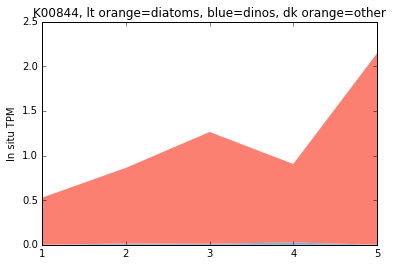 K00844, lt orange=diatoms, blue=dinos, dk orange=other
2.5
2.0
1.5
1.0
0.5
0.0
In situ TPM
1 2 3 4 5